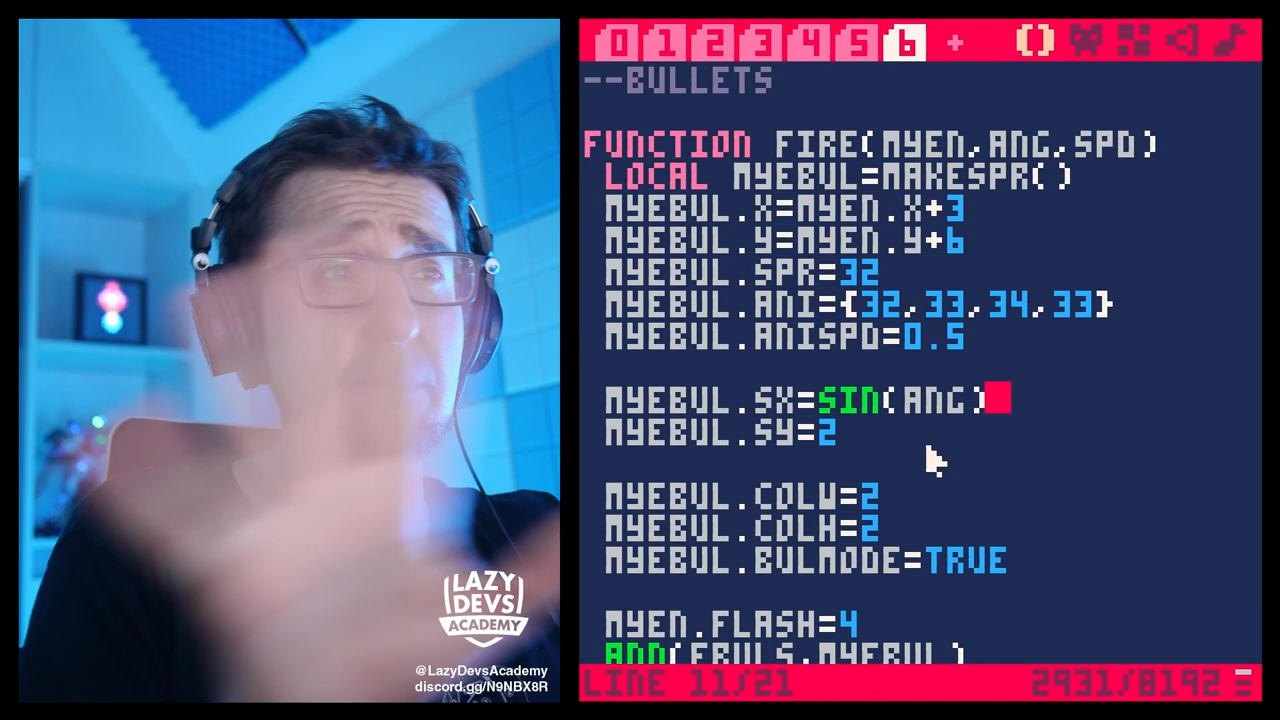 LAZY
DEVS
ACADEMY
@LazyDevsAcademy
discord.gg/N9NBX8R
0 1 2 3 4 5 6 +
--BULLETS
FUNCTION FIRE(MYEN,ANG,SPD)
LOCAL MYEBUL=MAKESPR()
MYEBUL.X=MYEN.X+3
MYEBUL.Y=MYEN.Y+6
MYEBUL.SPR=32
MYEBUL.ANI={32,33,34,33}
MYEBUL.ANISPD=0.5
MYEBUL.SX=SIN(ANG)
MYEBUL.SY=2
MYEBUL.COLW=2
MYEBUL.COLH=2
MYEBUL.BULMODE=TRUE
MYEN.FLASH=4
ADD(EBULS,MYEBUL)
LINE 11/21
2931/8192